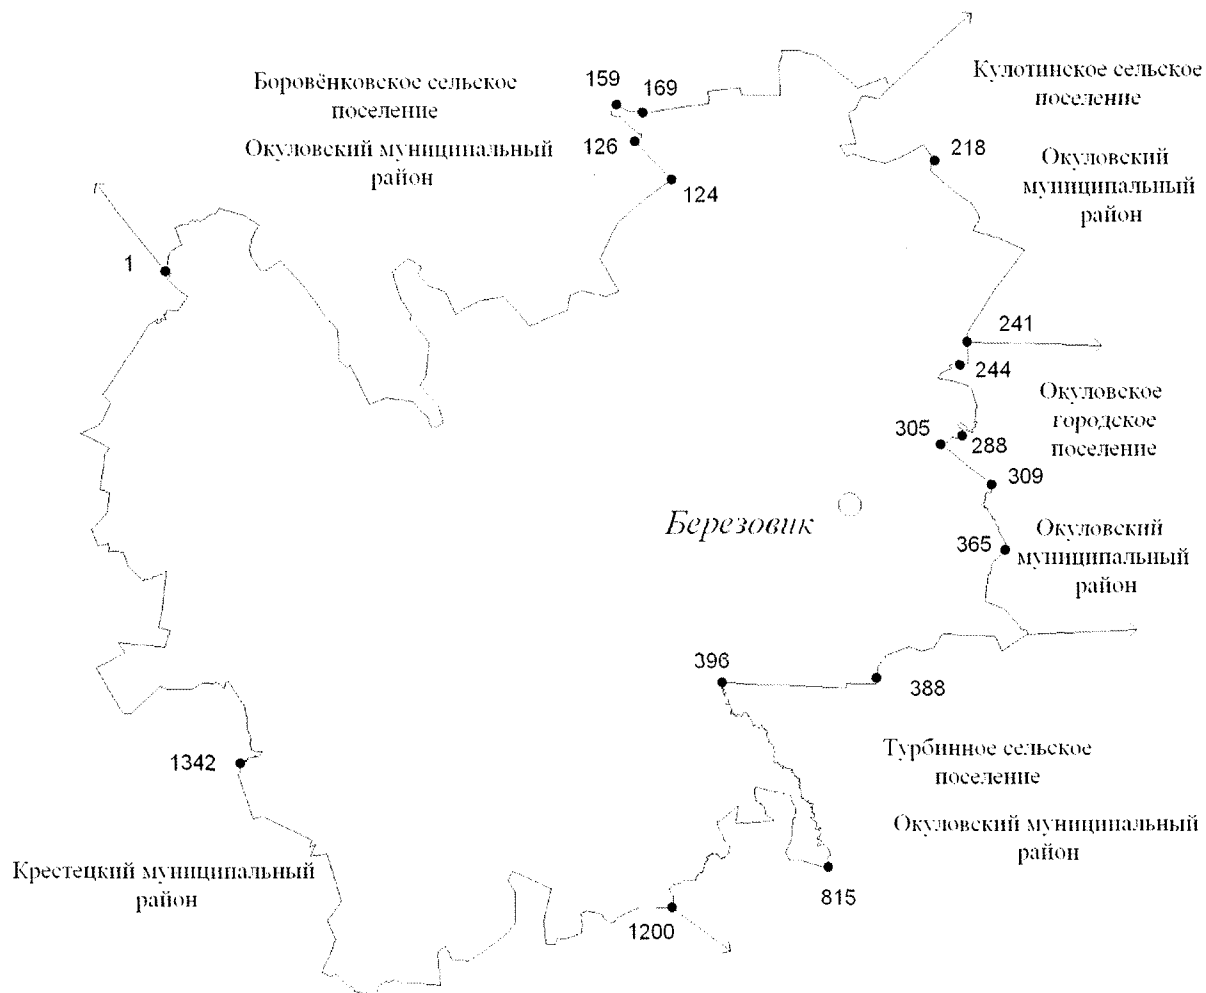 Боровёнковское сельское
поселение
Окуловский муниципальный
район
159
169
126
124
Кулотинское сельское
поселение
218
Окуловский
муниципальный
район
1
241
244
Окуловское
городское
поселение
305
288
309
Березовик
365
Окуловский
муниципальный
район
396
388
1342
Турбинное сельское
поселение
Окуловский муниципальный
район
Крестецкий муниципальный
район
815
1200